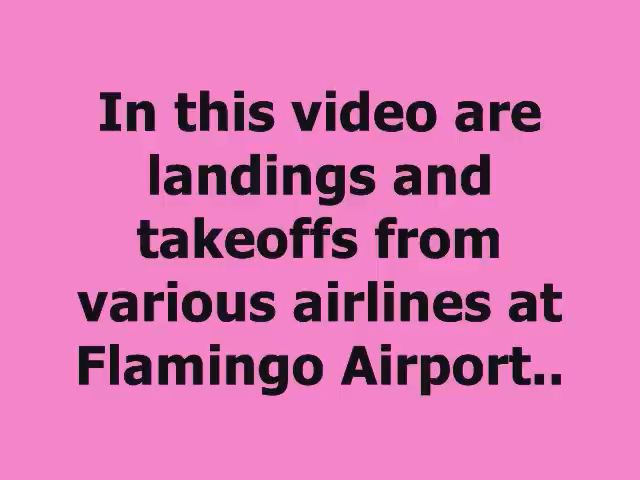 In this video are
landings and
takeoffs from
various airlines at
Flamingo Airport..